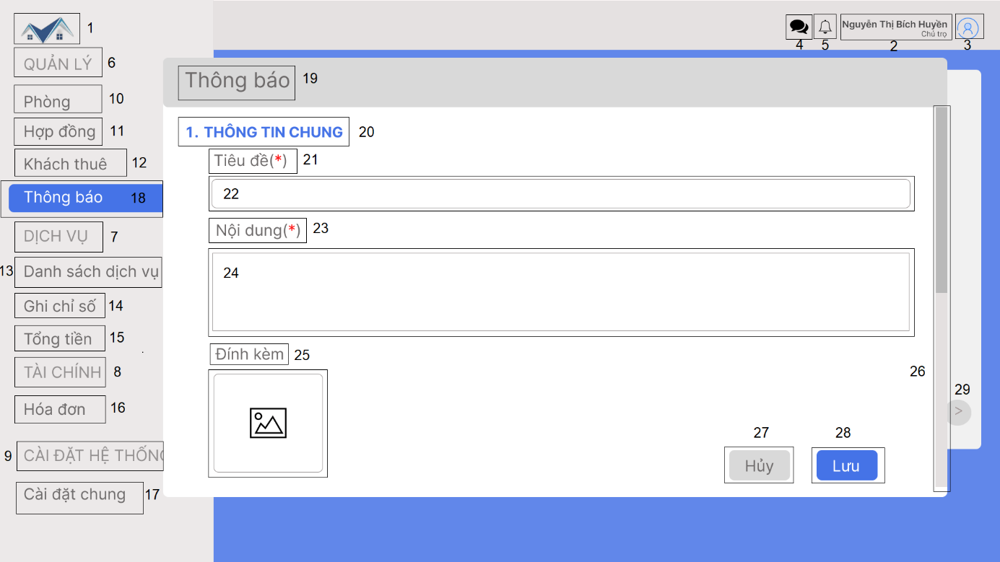 1
Nguyễn Thị Bích Huyền
Chủ trọ
4
5
2
3
QUẢN LÝ 6
Thông báo 19
Phòng 10
Hợp đồng 11
1. THÔNG TIN CHUNG 20
Khách thuê 12
Tiêu đề(*) 21
Thông báo 18
22
DỊCH VỤ 7
Nội dung(*) 23
13 Danh sách dịch vụ
24
Ghi chỉ số 14
Tổng tiền 15
.
Đính kèm 25
TÀI CHÍNH 8
26
29
Hóa đơn 16
>
27
28
9 CÀI ĐẶT HỆ THỐNG
Hủy
Lưu
Cài đặt chung 17